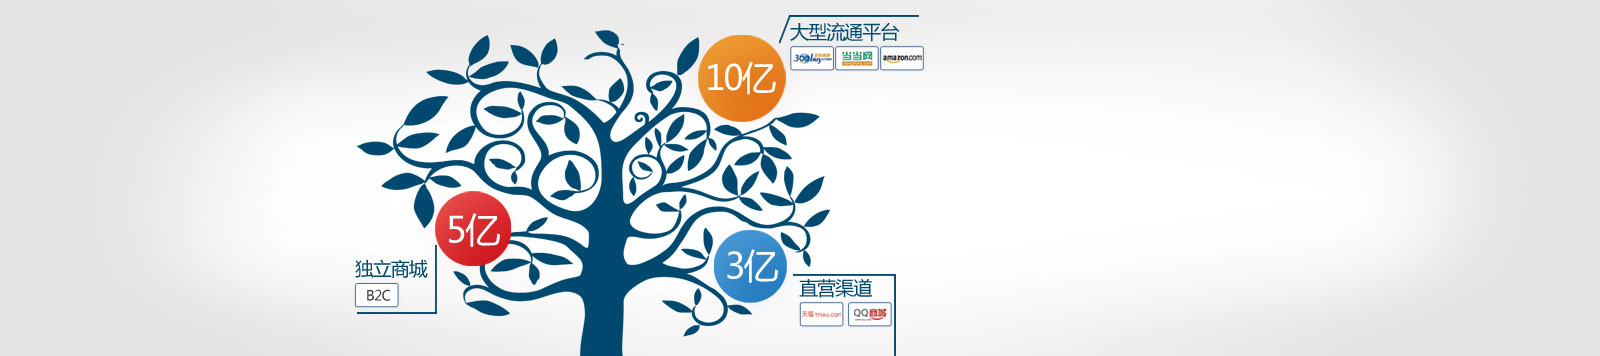 大型流通平台
360buy
当当网
amazon.com
10亿
5亿
独立商城
B2C
3亿
直营渠道
天猫 TMALL.COM
QQ商城